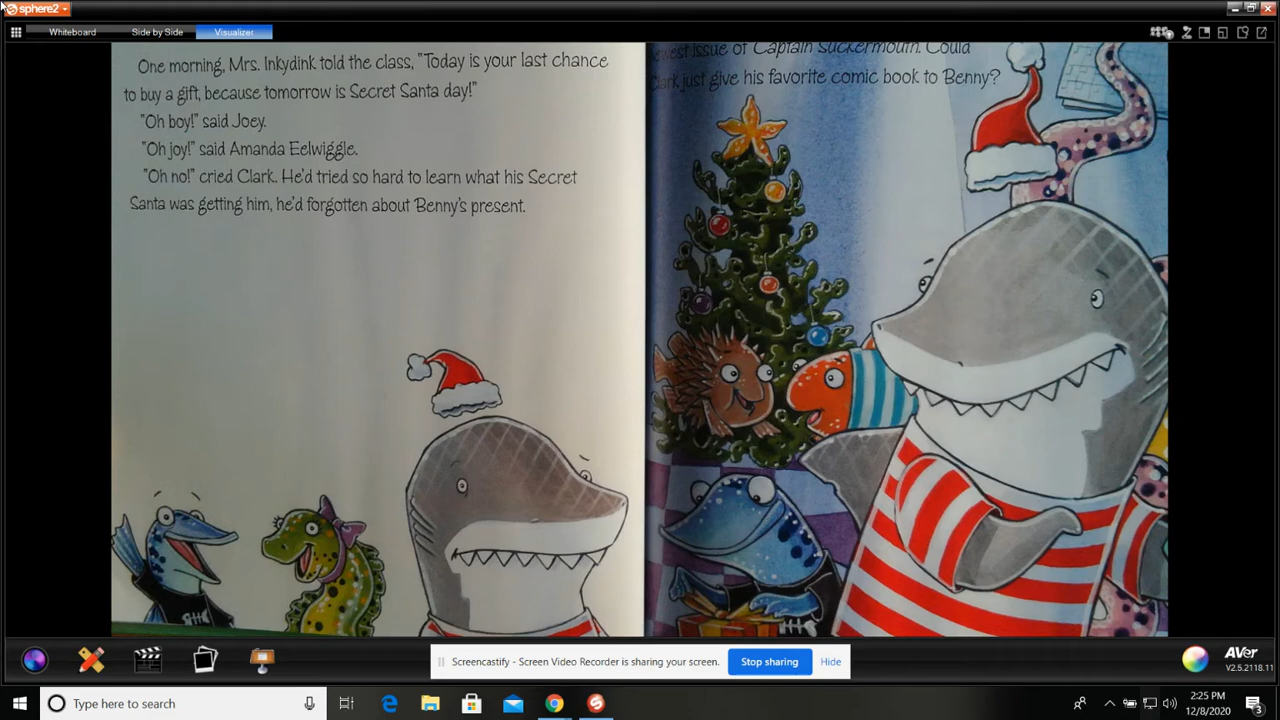 sphere2
Whiteboard
Side by Side
Visualizer
One morning, Mrs. Inkydink told the class, "Today is your last chance
to buy a gift, because tomorrow is Secret Santa day!"
"Oh boy!" said Joey.
"Oh joy!" said Amanda Eelwiggle.
"Oh no!" cried Clark. He'd tried so hard to learn what his Secret
Santa was getting him, he'd forgotten about Benny's present.
newest issue of Captain Suckermouth. Could
Clark just give his favorite comic book to Benny?
Screencastify - Screen Video Recorder is sharing your screen.
Stop sharing
Hide
AVer
V2.5.2118.11
Type here to search
2:25 PM
12/8/2020
3